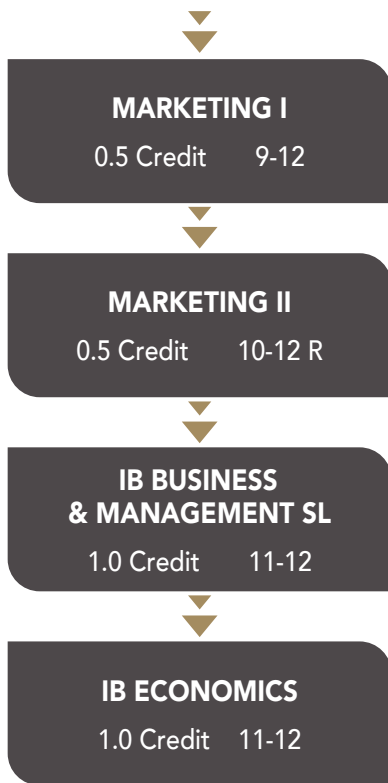 MARKETING I
0.5 Credit 9-12
MARKETING II
0.5 Credit 10-12 R
IB BUSINESS
& MANAGEMENT SL
1.0 Credit 11-12
IB ECONOMICS
1.0 Credit 11-12